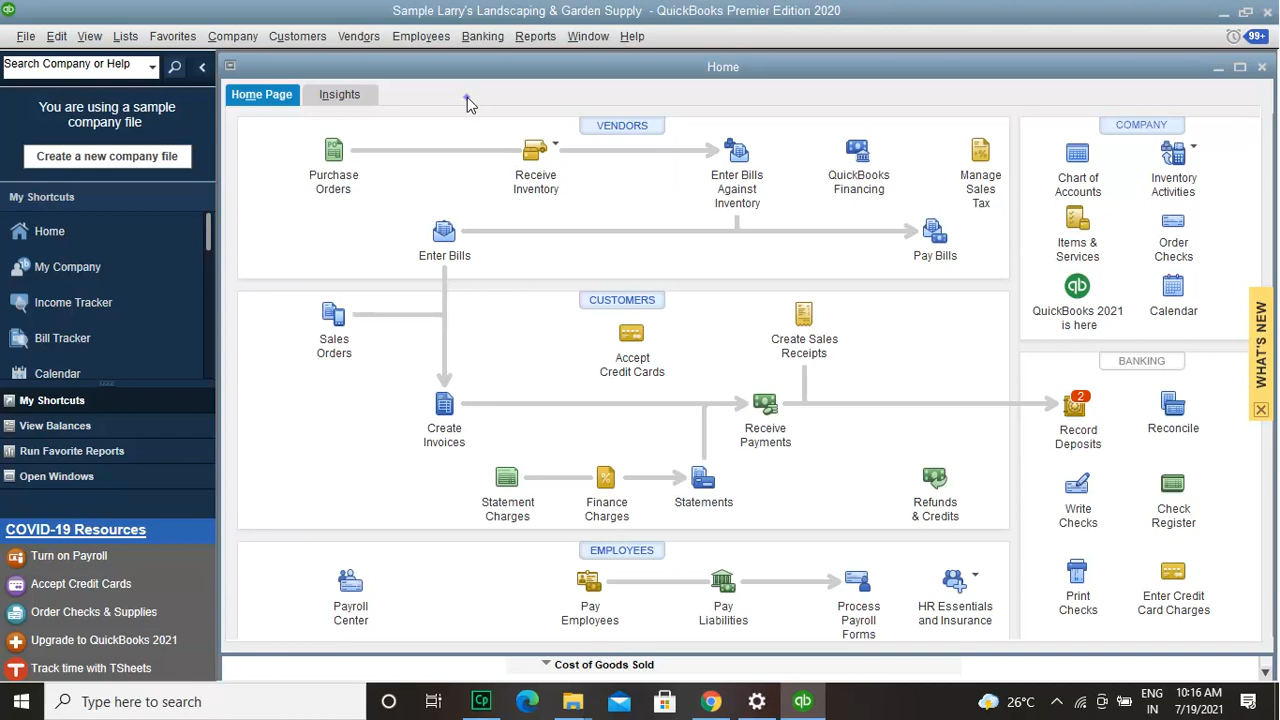 Sample Larry's Landscaping & Garden Supply - QuickBooks Premier Edition 2020
File Edit View Lists Favorites Company Customers Vendors Employees Banking Reports Window Help
99+
Search Company or Help
Home
You are using a sample
company file
Create a new company file
My Shortcuts
Home
My Company
Income Tracker
Bill Tracker
Calendar
My Shortcuts
View Balances
Run Favorite Reports
Open Windows
COVID-19 Resources
Turn on Payroll
Accept Credit Cards
Order Checks & Supplies
Upgrade to QuickBooks 2021
Track time with TSheets
Home Page
Insights
VENDORS
Purchase
Orders
Receive
Inventory
Enter Bills
Against
Inventory
QuickBooks
Financing
Manage
Sales
Tax
Enter Bills
Pay Bills
CUSTOMERS
Sales
Orders
Accept
Credit Cards
Create Sales
Receipts
Create
Invoices
Receive
Payments
Statement
Charges
Finance
Charges
Statements
Refunds
& Credits
EMPLOYEES
Payroll
Center
Pay
Employees
Pay
Liabilities
Process
Payroll
Forms
HR Essentials
and Insurance
COMPANY
Chart of
Accounts
Inventory
Activities
Items &
Services
Order
Checks
qb
QuickBooks 2021
is here
Calendar
BANKING
2
Record
Deposits
Reconcile
Write
Checks
Check
Register
Print
Checks
Enter Credit
Card Charges
WHAT'S NEW
Cost of Goods Sold
Type here to search
Cp
qb
26°C
ENG
IN
10:16 AM
7/19/2021